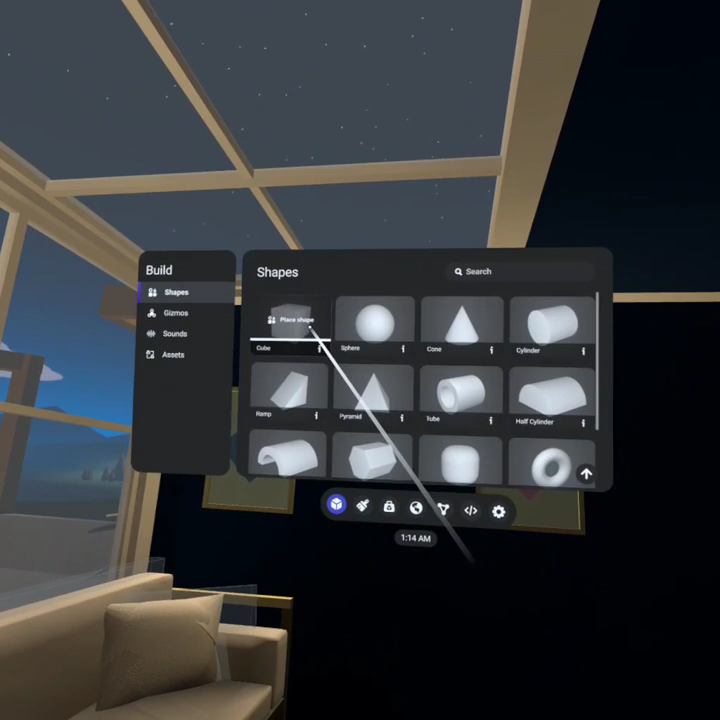 Build
Shapes
Gizmos
Sounds
Assets
Shapes
Search
Place shape
Cube
Sphere
Cone
Cylinder
Ramp
Pyramid
Tube
Half Cylinder
1:14 AM